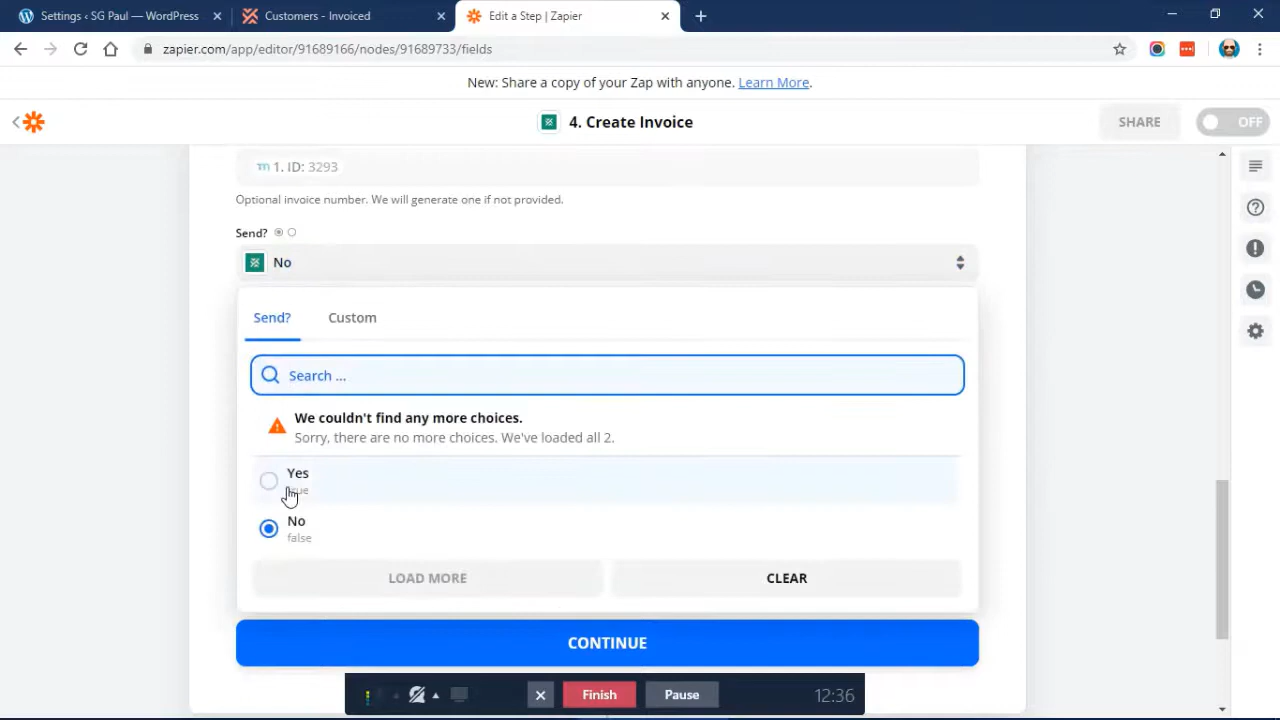 Settings ‹ SG Paul — WordPress
Customers - Invoiced
Edit a Step | Zapier
zapier.com/app/editor/91689166/nodes/91689733/fields
New: Share a copy of your Zap with anyone. Learn More.
4. Create Invoice
SHARE
OFF
1. ID: 3293
Optional invoice number. We will generate one if not provided.
Send?
No
Send?
Custom
Search ...
We couldn't find any more choices.
Sorry, there are no more choices. We've loaded all 2.
Yes
true
No
false
LOAD MORE
CLEAR
CONTINUE
Finish
Pause
12:36